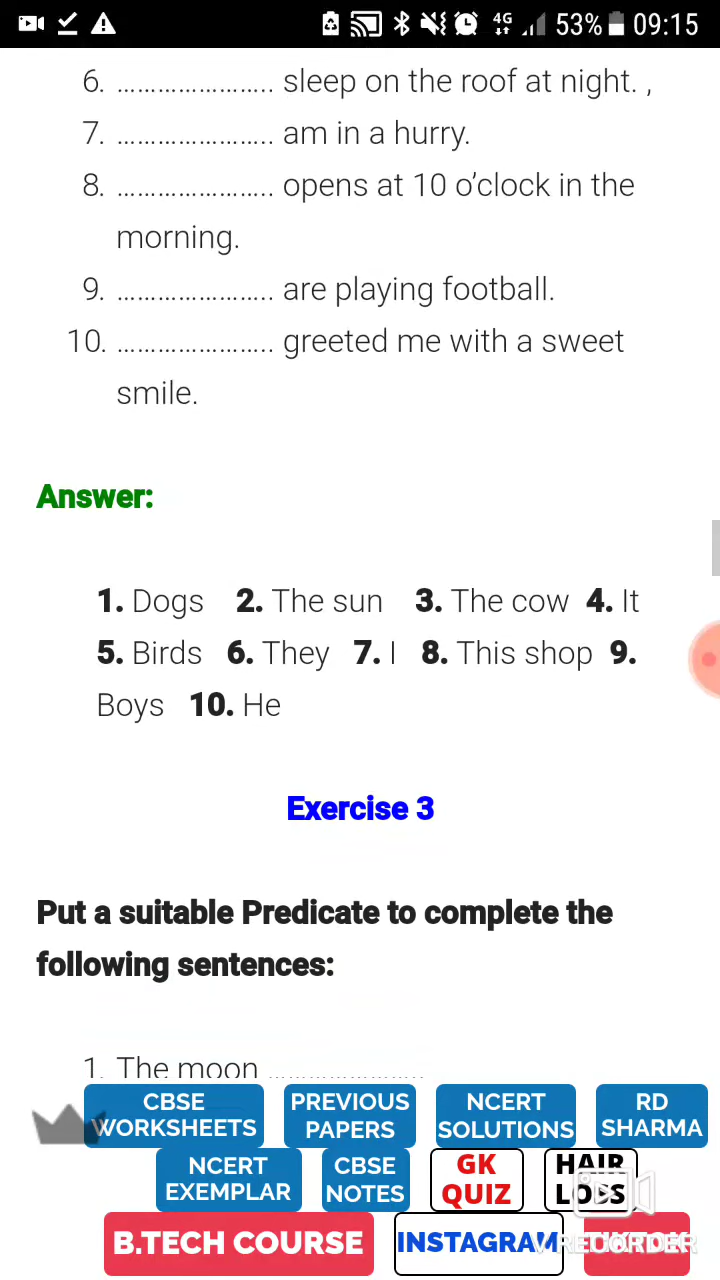 4G 53% 09:15
6. ........................ sleep on the roof at night. ,
7. ........................ am in a hurry.
8. ........................ opens at 10 o’clock in the
morning.
9. ........................ are playing football.
10. ........................ greeted me with a sweet
smile.
Answer:
1. Dogs 2. The sun 3. The cow 4. It
5. Birds 6. They 7. I 8. This shop 9.
Boys 10. He
Exercise 3
Put a suitable Predicate to complete the
following sentences:
1. The moon ........................
CBSE WORKSHEETS
PREVIOUS PAPERS
NCERT SOLUTIONS
RD SHARMA
NCERT EXEMPLAR
CBSE NOTES
GK QUIZ
HAIR LOSS
B.TECH COURSE
INSTAGRAM